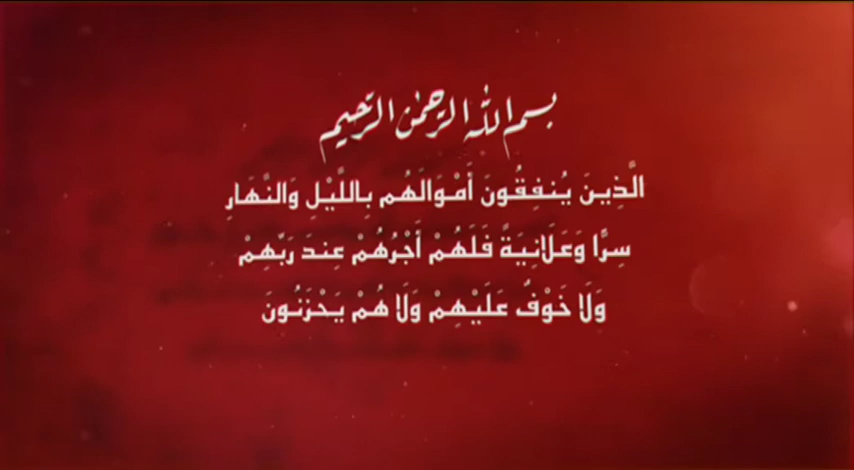 بسم الله الرحمن الرحيم
الَّذِينَ يُنفِقُونَ أَمْوَالَهُم بِاللَّيْلِ وَالنَّهَارِ
سِرًّا وَعَلَانِيَةً فَلَهُمْ أَجْرُهُمْ عِندَ رَبِّهِمْ
وَلَا خَوْفٌ عَلَيْهِمْ وَلَا هُمْ يَحْزَنُونَ